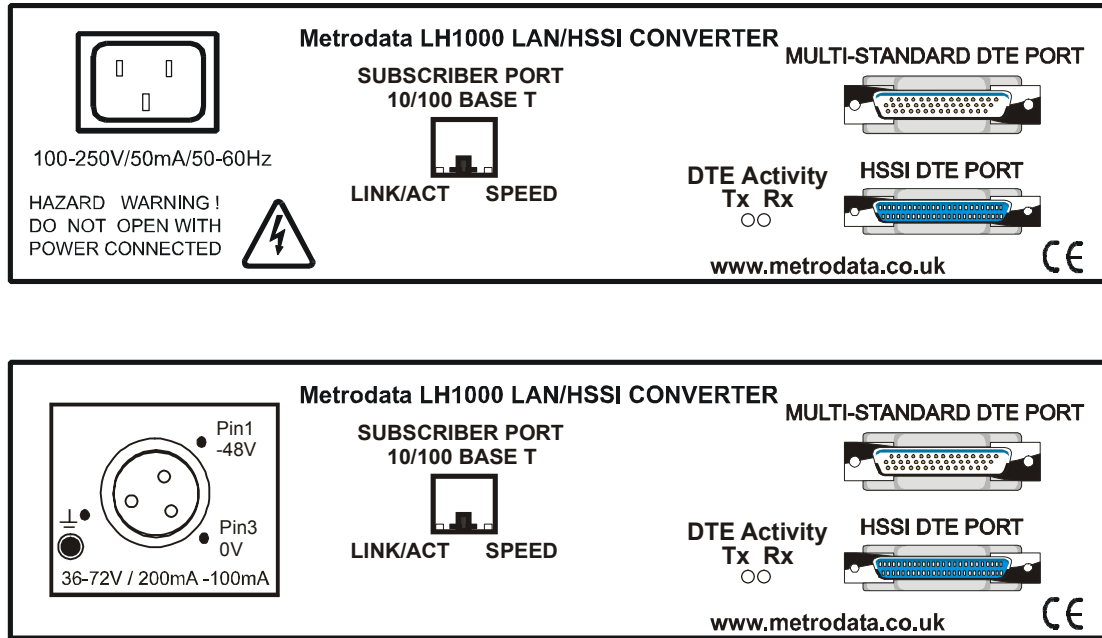 Metrodata LH1000 LAN/HSSI CONVERTER
MULTI-STANDARD DTE PORT
SUBSCRIBER PORT
10/100 BASE T
100-250V/50mA/50-60Hz
LINK/ACT SPEED
HAZARD WARNING !
DO NOT OPEN WITH
POWER CONNECTED
DTE Activity
Tx Rx
HSSI DTE PORT
www.metrodata.co.uk
CE
Metrodata LH1000 LAN/HSSI CONVERTER
MULTI-STANDARD DTE PORT
SUBSCRIBER PORT
10/100 BASE T
Pin1
-48V
Pin3
0V
36-72V / 200mA -100mA
LINK/ACT SPEED
DTE Activity
Tx Rx
HSSI DTE PORT
www.metrodata.co.uk
CE